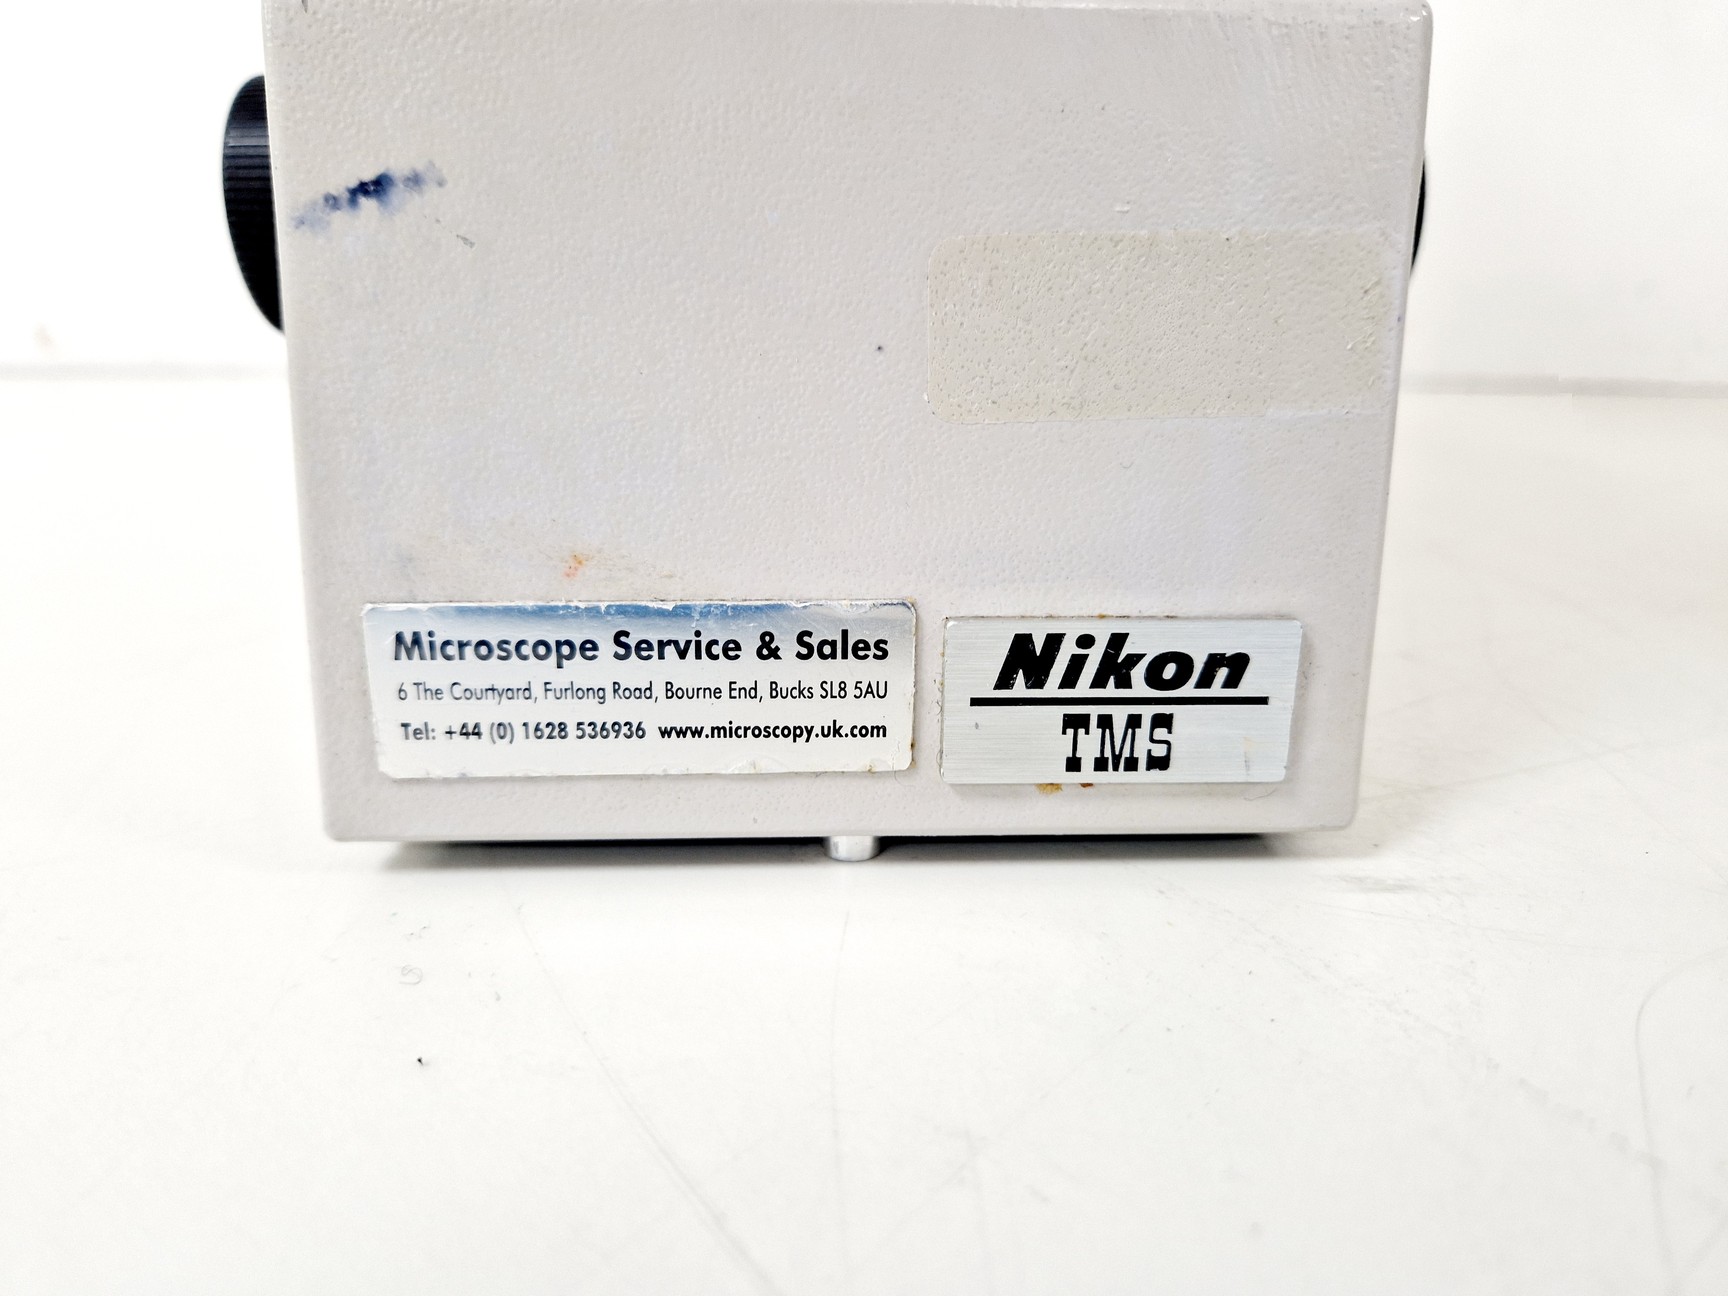 Microscope Service & Sales
6 The Courtyard, Furlong Road, Bourne End, Bucks SL8 5AU
Tel: +44 (0) 1628 536936 www.microscopy.uk.com
Nikon
TMS